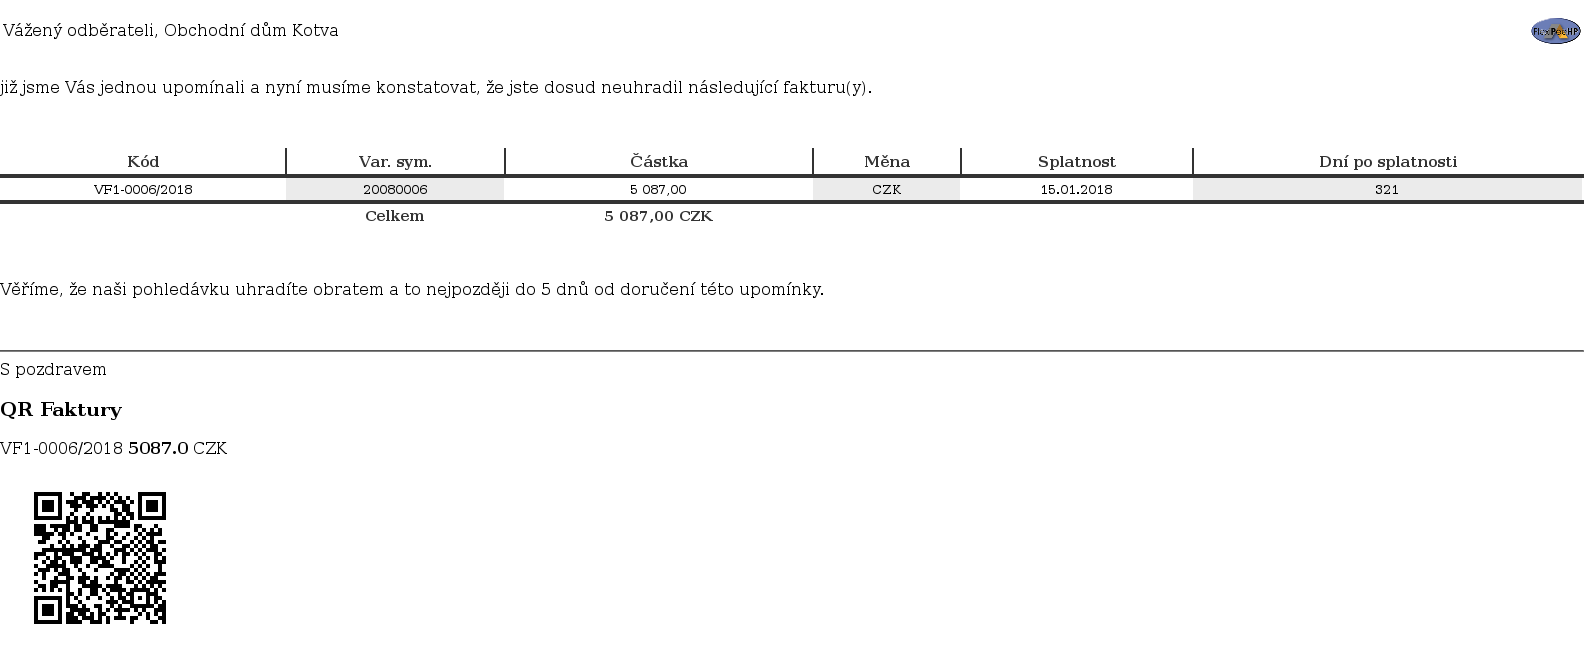 Vážený odběrateli, Obchodní dům Kotva
FlexPeeHP
již jsme Vás jednou upomínali a nyní musíme konstatovat, že jste dosud neuhradil následující fakturu(y).
Kód Var. sym. Částka Měna Splatnost Dní po splatnosti
VF1-0006/2018 20080006 5 087,00 CZK 15.01.2018 321
Celkem 5 087,00 CZK
Věříme, že naši pohledávku uhradíte obratem a to nejpozději do 5 dnů od doručení této upomínky.
S pozdravem
QR Faktury
VF1-0006/2018 5087.0 CZK